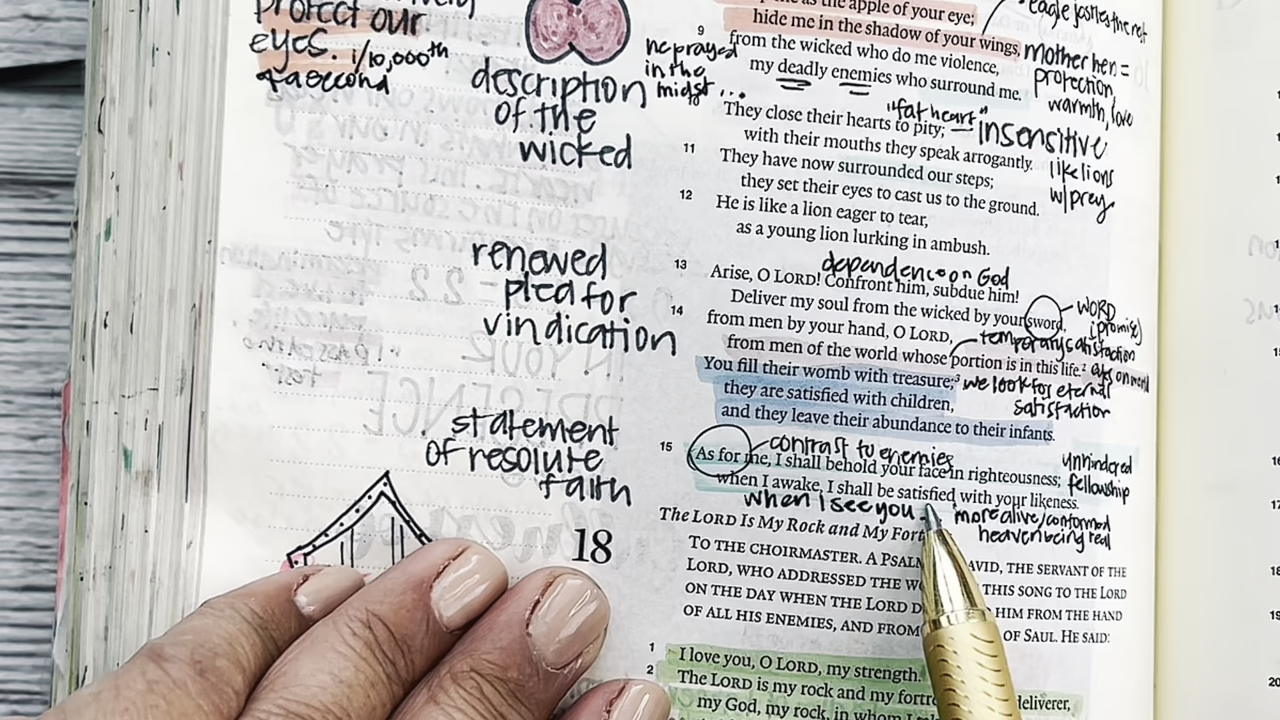 protect our
eyes. 1/10,000th
of a second
description
of the
wicked
he prayed
in the
midst...
as the apple of your eye;
hide me in the shadow of your wings,
9 from the wicked who do me violence,
my deadly enemies who surround me.
mother hen =
protection,
warmth, love
They close their hearts to pity;
"fat heart"
insensitive
with their mouths they speak arrogantly.
11 They have now surrounded our steps;
they set their eyes to cast us to the ground.
like lions
w/ prey
12 He is like a lion eager to tear,
as a young lion lurking in ambush.
renewed
plea for
vindication
dependence on God
13 Arise, O LORD! Confront him, subdue him!
Deliver my soul from the wicked by your sword,
WORD
(promise)
14 from men by your hand, O LORD,
temporary satisfaction
from men of the world whose portion is in this life.²
You fill their womb with treasure;³
we look for eternal
satisfaction
they are satisfied with children,
and they leave their abundance to their infants.
statement
of resolute
faith
contrast to enemies
15 As for me, I shall behold your face in righteousness;
unhindered
fellowship
when I awake, I shall be satisfied with your likeness.
when I see you
more alive/conformed
heaven being real
18
The LORD Is My Rock and My
TO THE CHOIRMASTER. A PSALM
DAVID, THE SERVANT OF THE
LORD, WHO ADDRESSED THE
THIS SONG TO THE LORD
ON THE DAY WHEN THE LORD
HIM FROM THE HAND
OF ALL HIS ENEMIES, AND FROM
OF SAUL. HE SAID:
1 I love you, O LORD, my strength.
2 The LORD is my rock and my
deliverer,
my God, my rock, in whom I